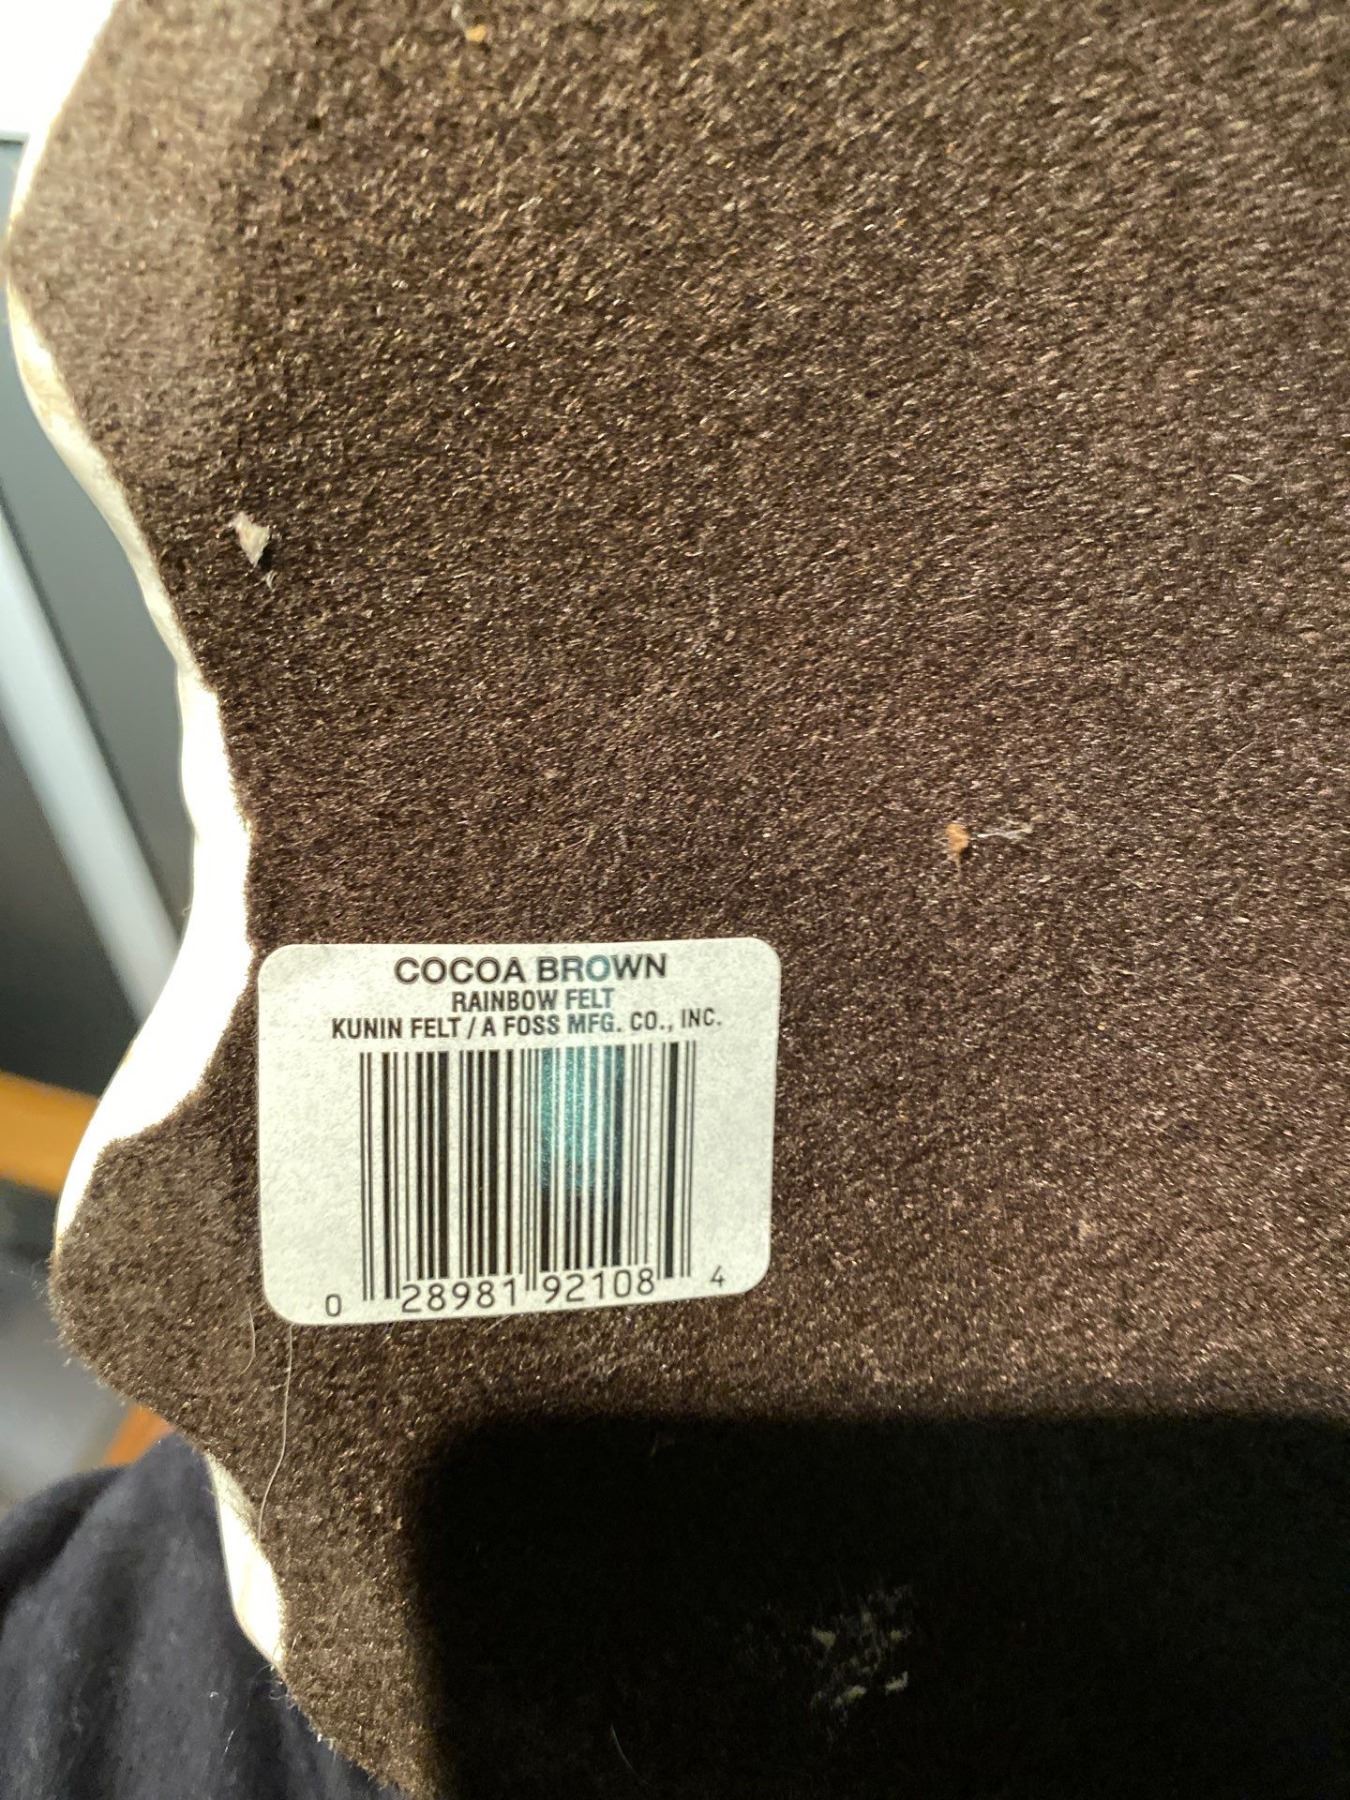 COCOA BROWN
RAINBOW FELT
KUNIN FELT / A FOSS MFG. CO., INC.
0 28981 92108 4